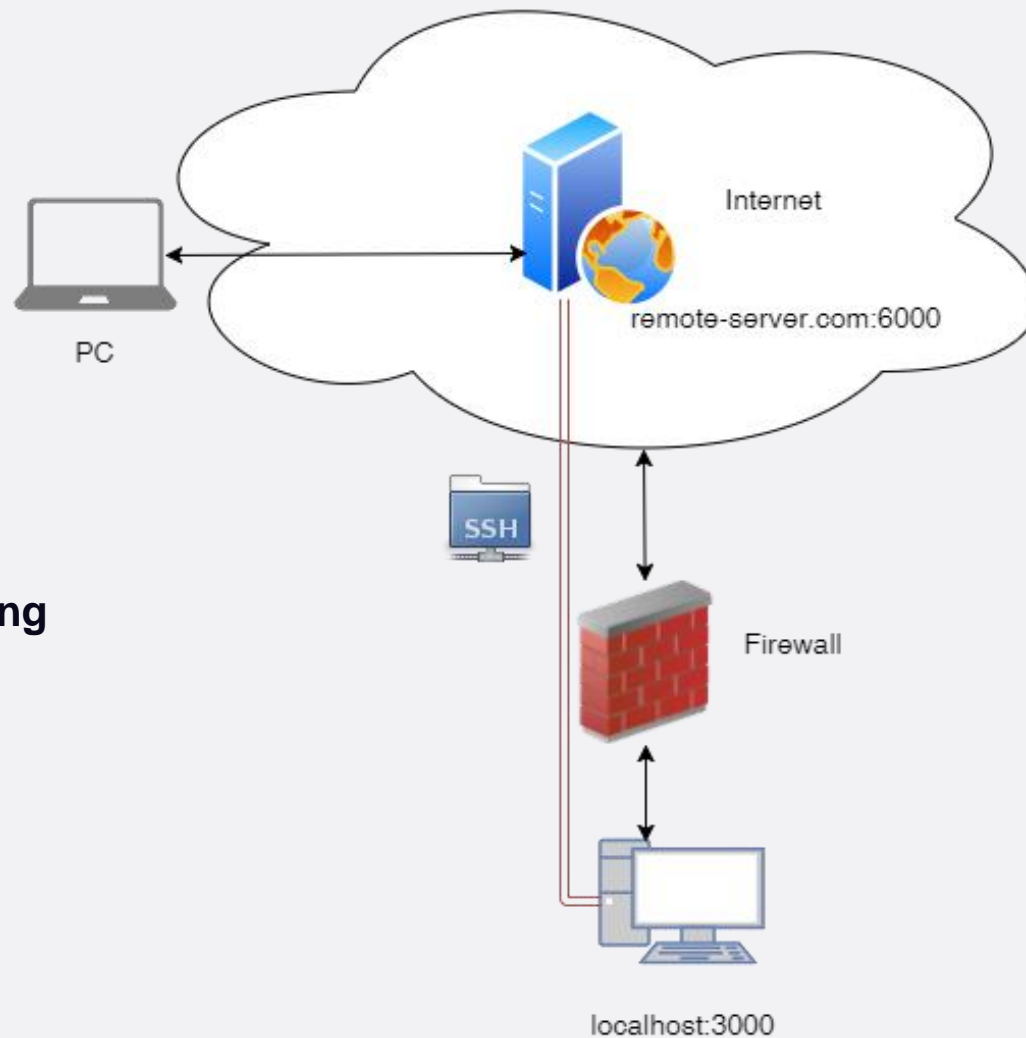 Internet
remote-server.com:6000
PC
SSH
ng
Firewall
localhost:3000